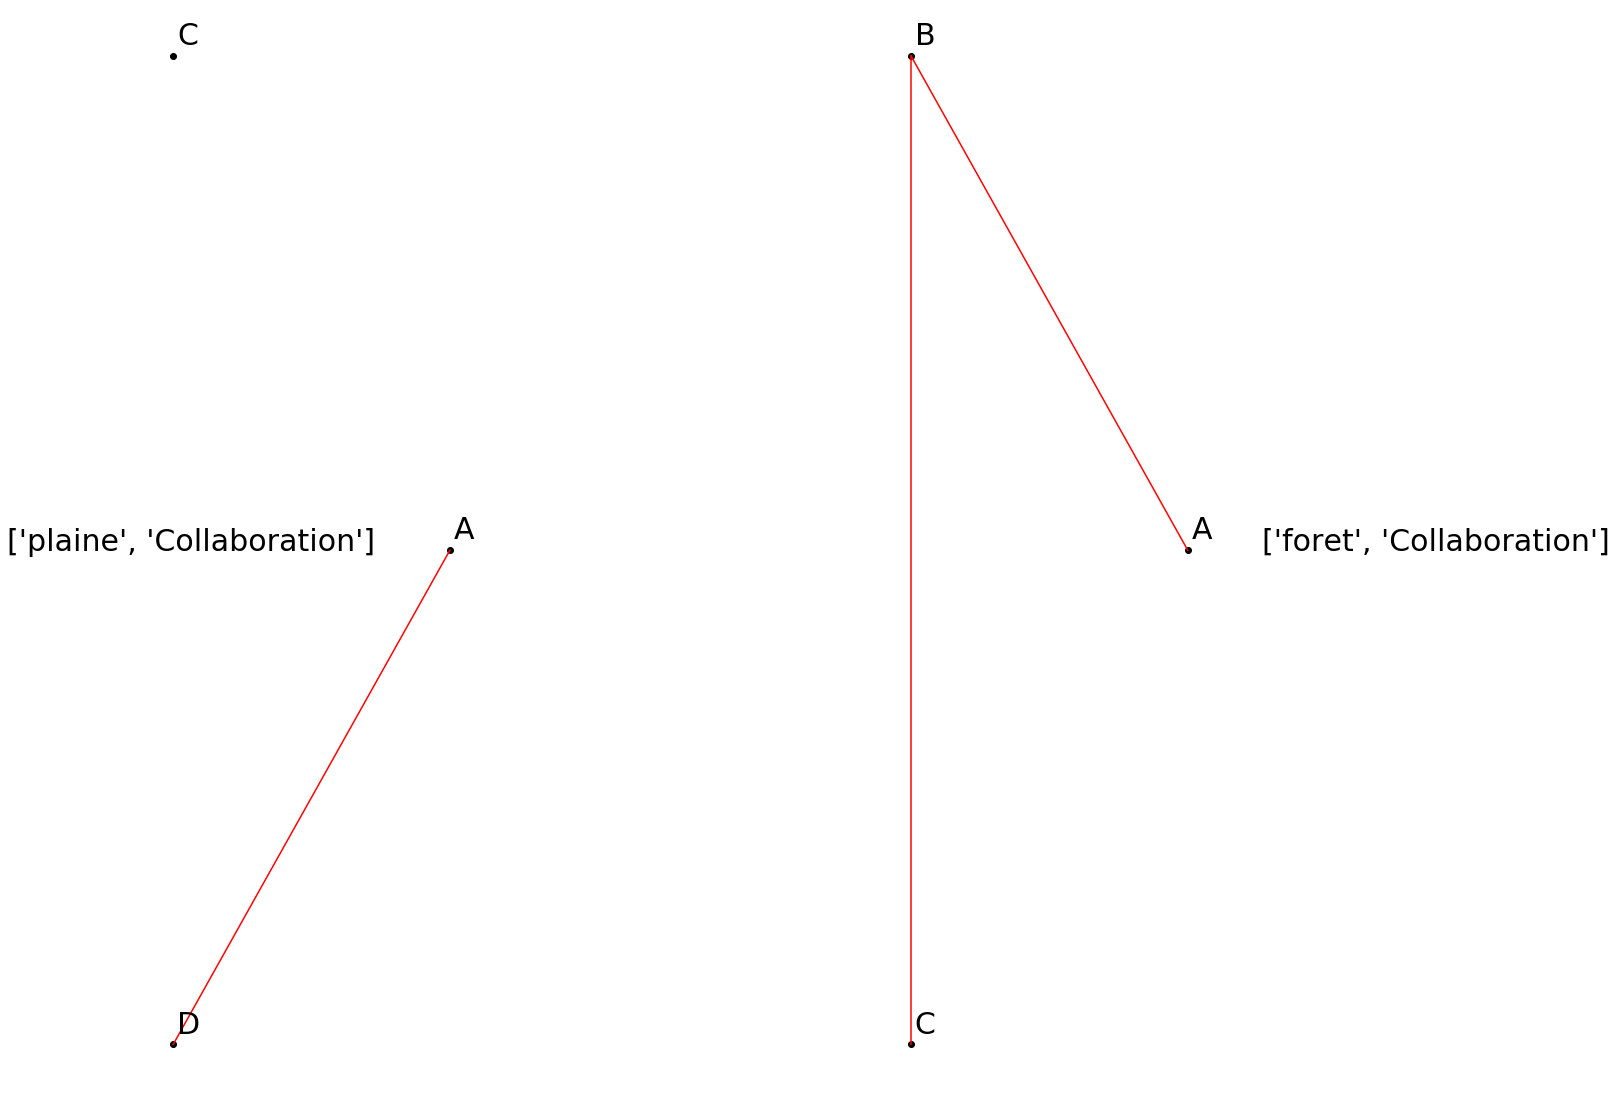 C
B
['plaine', 'Collaboration']
A
A
['foret', 'Collaboration']
D
C